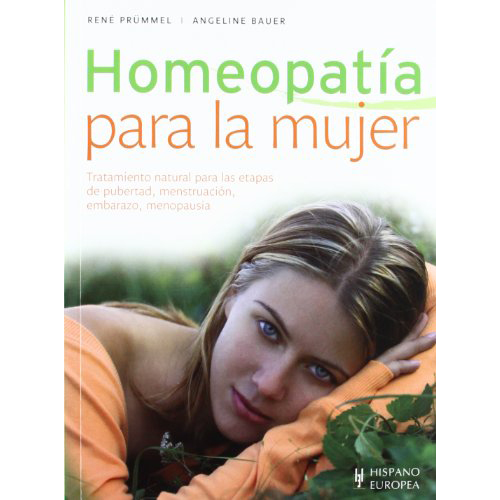 RENÉ PRÜMMEL | ANGELINE BAUER
Homeopatía
para la mujer
Tratamiento natural para las etapas
de pubertad, menstruación,
embarazo, menopausia
HISPANO
EUROPEA